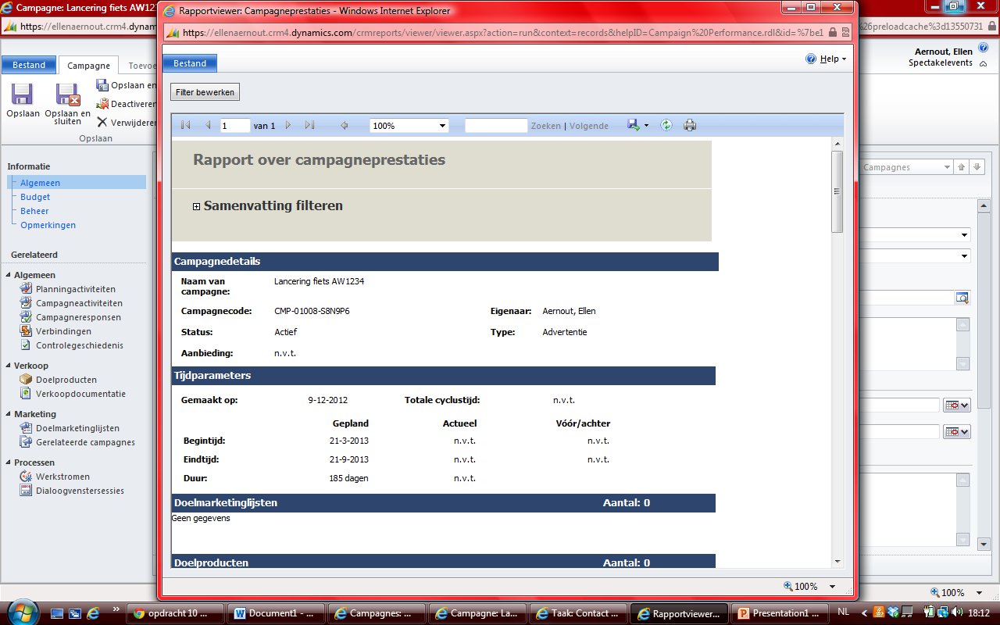 Campagne: Lancering fiets AW123
https://ellenaernout.crm4.dynam
%26preloadcache%3d13550731
Bestand
Campagne
Toevoe
Opslaan
Opslaan en sluiten
Opslaan en
Deactiveren
Verwijderen
Opslaan
Aernout, Ellen
Spectakelevents
Informatie
Algemeen
Budget
Beheer
Opmerkingen
Gerelateerd
Algemeen
Planningactiviteiten
Campagneactiviteiten
Campagneresponsen
Verbindingen
Controlegeschiedenis
Verkoop
Doelproducten
Verkoopdocumentatie
Marketing
Doelmarketinglijsten
Gerelateerde campagnes
Processen
Werkstromen
Dialoogvenstersessies
Campagnes
Rapportviewer: Campagneprestaties - Windows Internet Explorer
https://ellenaernout.crm4.dynamics.com/crmreports/viewer/viewer.aspx?action=run&context=records&helpID=Campaign%20Performance.rdl&id=%7be1
Bestand
Help
Filter bewerken
1 van 1
100%
Zoeken | Volgende
Rapport over campagneprestaties
Samenvatting filteren
Campagnedetails
Naam van campagne: Lancering fiets AW1234
Campagnecode: CMP-01008-S8N9P6 Eigenaar: Aernout, Ellen
Status: Actief Type: Advertentie
Aanbieding: n.v.t.
Tijdparameters
Gemaakt op: 9-12-2012 Totale cyclustijd: n.v.t.
Gepland Actueel Vóór/achter
Begintijd: 21-3-2013 n.v.t. n.v.t.
Eindtijd: 21-9-2013 n.v.t. n.v.t.
Duur: 185 dagen n.v.t.
Doelmarketinglijsten Aantal: 0
Geen gegevens
Doelproducten Aantal: 0
100%
100%
opdracht 10 ...
Document1 - ...
Campagnes: ...
Campagne: La...
Taak: Contact ...
Rapportviewer...
Presentation1 ...
NL
18:12